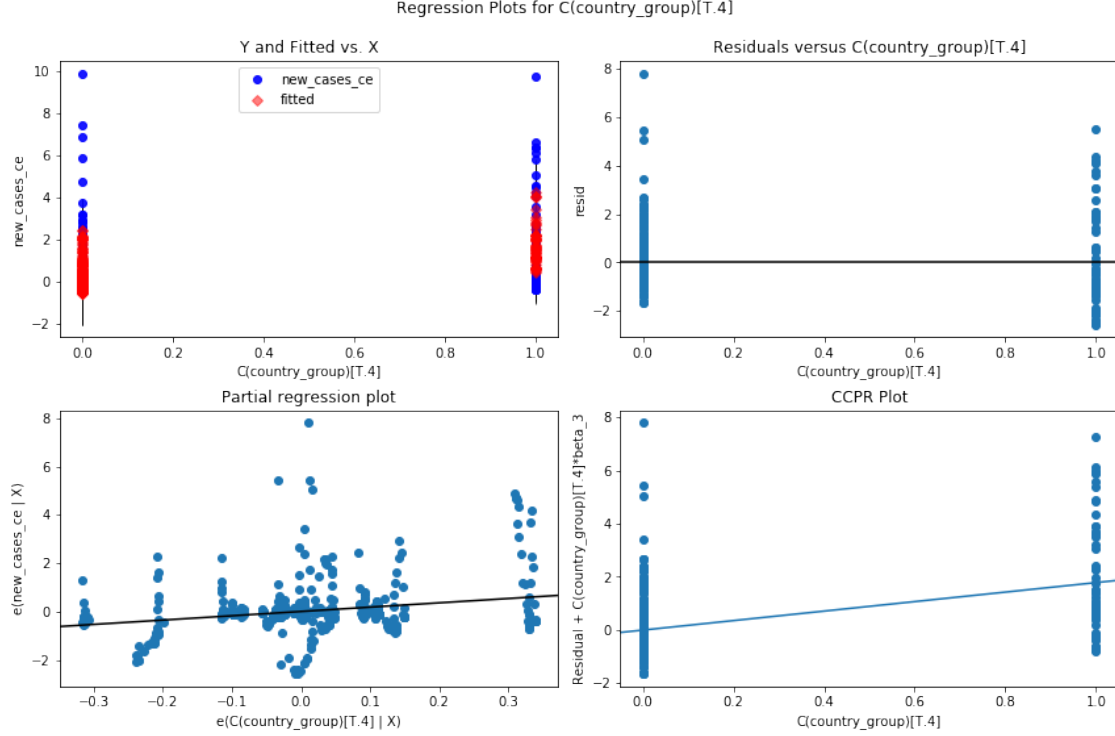 Regression Plots for C(country_group)[T.4]
Y and Fitted vs. X
new_cases_ce
fitted
10
8
6
4
2
0
−2
new_cases_ce
0.0 0.2 0.4 0.6 0.8 1.0
C(country_group)[T.4]
Residuals versus C(country_group)[T.4]
8
6
4
2
0
−2
resid
0.0 0.2 0.4 0.6 0.8 1.0
C(country_group)[T.4]
Partial regression plot
8
6
4
2
0
−2
e(new_cases_ce | X)
−0.3 −0.2 −0.1 0.0 0.1 0.2 0.3
e(C(country_group)[T.4] | X)
CCPR Plot
8
6
4
2
0
−2
Residual + C(country_group)[T.4]*beta_3
0.0 0.2 0.4 0.6 0.8 1.0
C(country_group)[T.4]